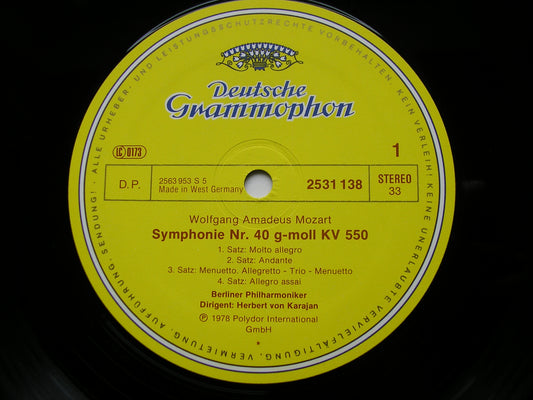 Deutsche
Grammophon
LC 0173
1
D.P.
2563 953 S 5
Made in West Germany
2531 138
STEREO
33
Wolfgang Amadeus Mozart
Symphonie Nr. 40 g-moll KV 550
1. Satz: Molto allegro
2. Satz: Andante
3. Satz: Menuetto. Allegretto - Trio - Menuetto
4. Satz: Allegro assai
Berliner Philharmoniker
Dirigent: Herbert von Karajan
Ⓟ 1978 Polydor International
GmbH
*
ALLE URHEBER- UND LEISTUNGSSCHUTZRECHTE VORBEHALTEN. KEIN VERLEIH! KEINE UNERLAUBTE VERVIELFÄLTIGUNG, VERMIETUNG, AUFFÜHRUNG, SENDUNG!